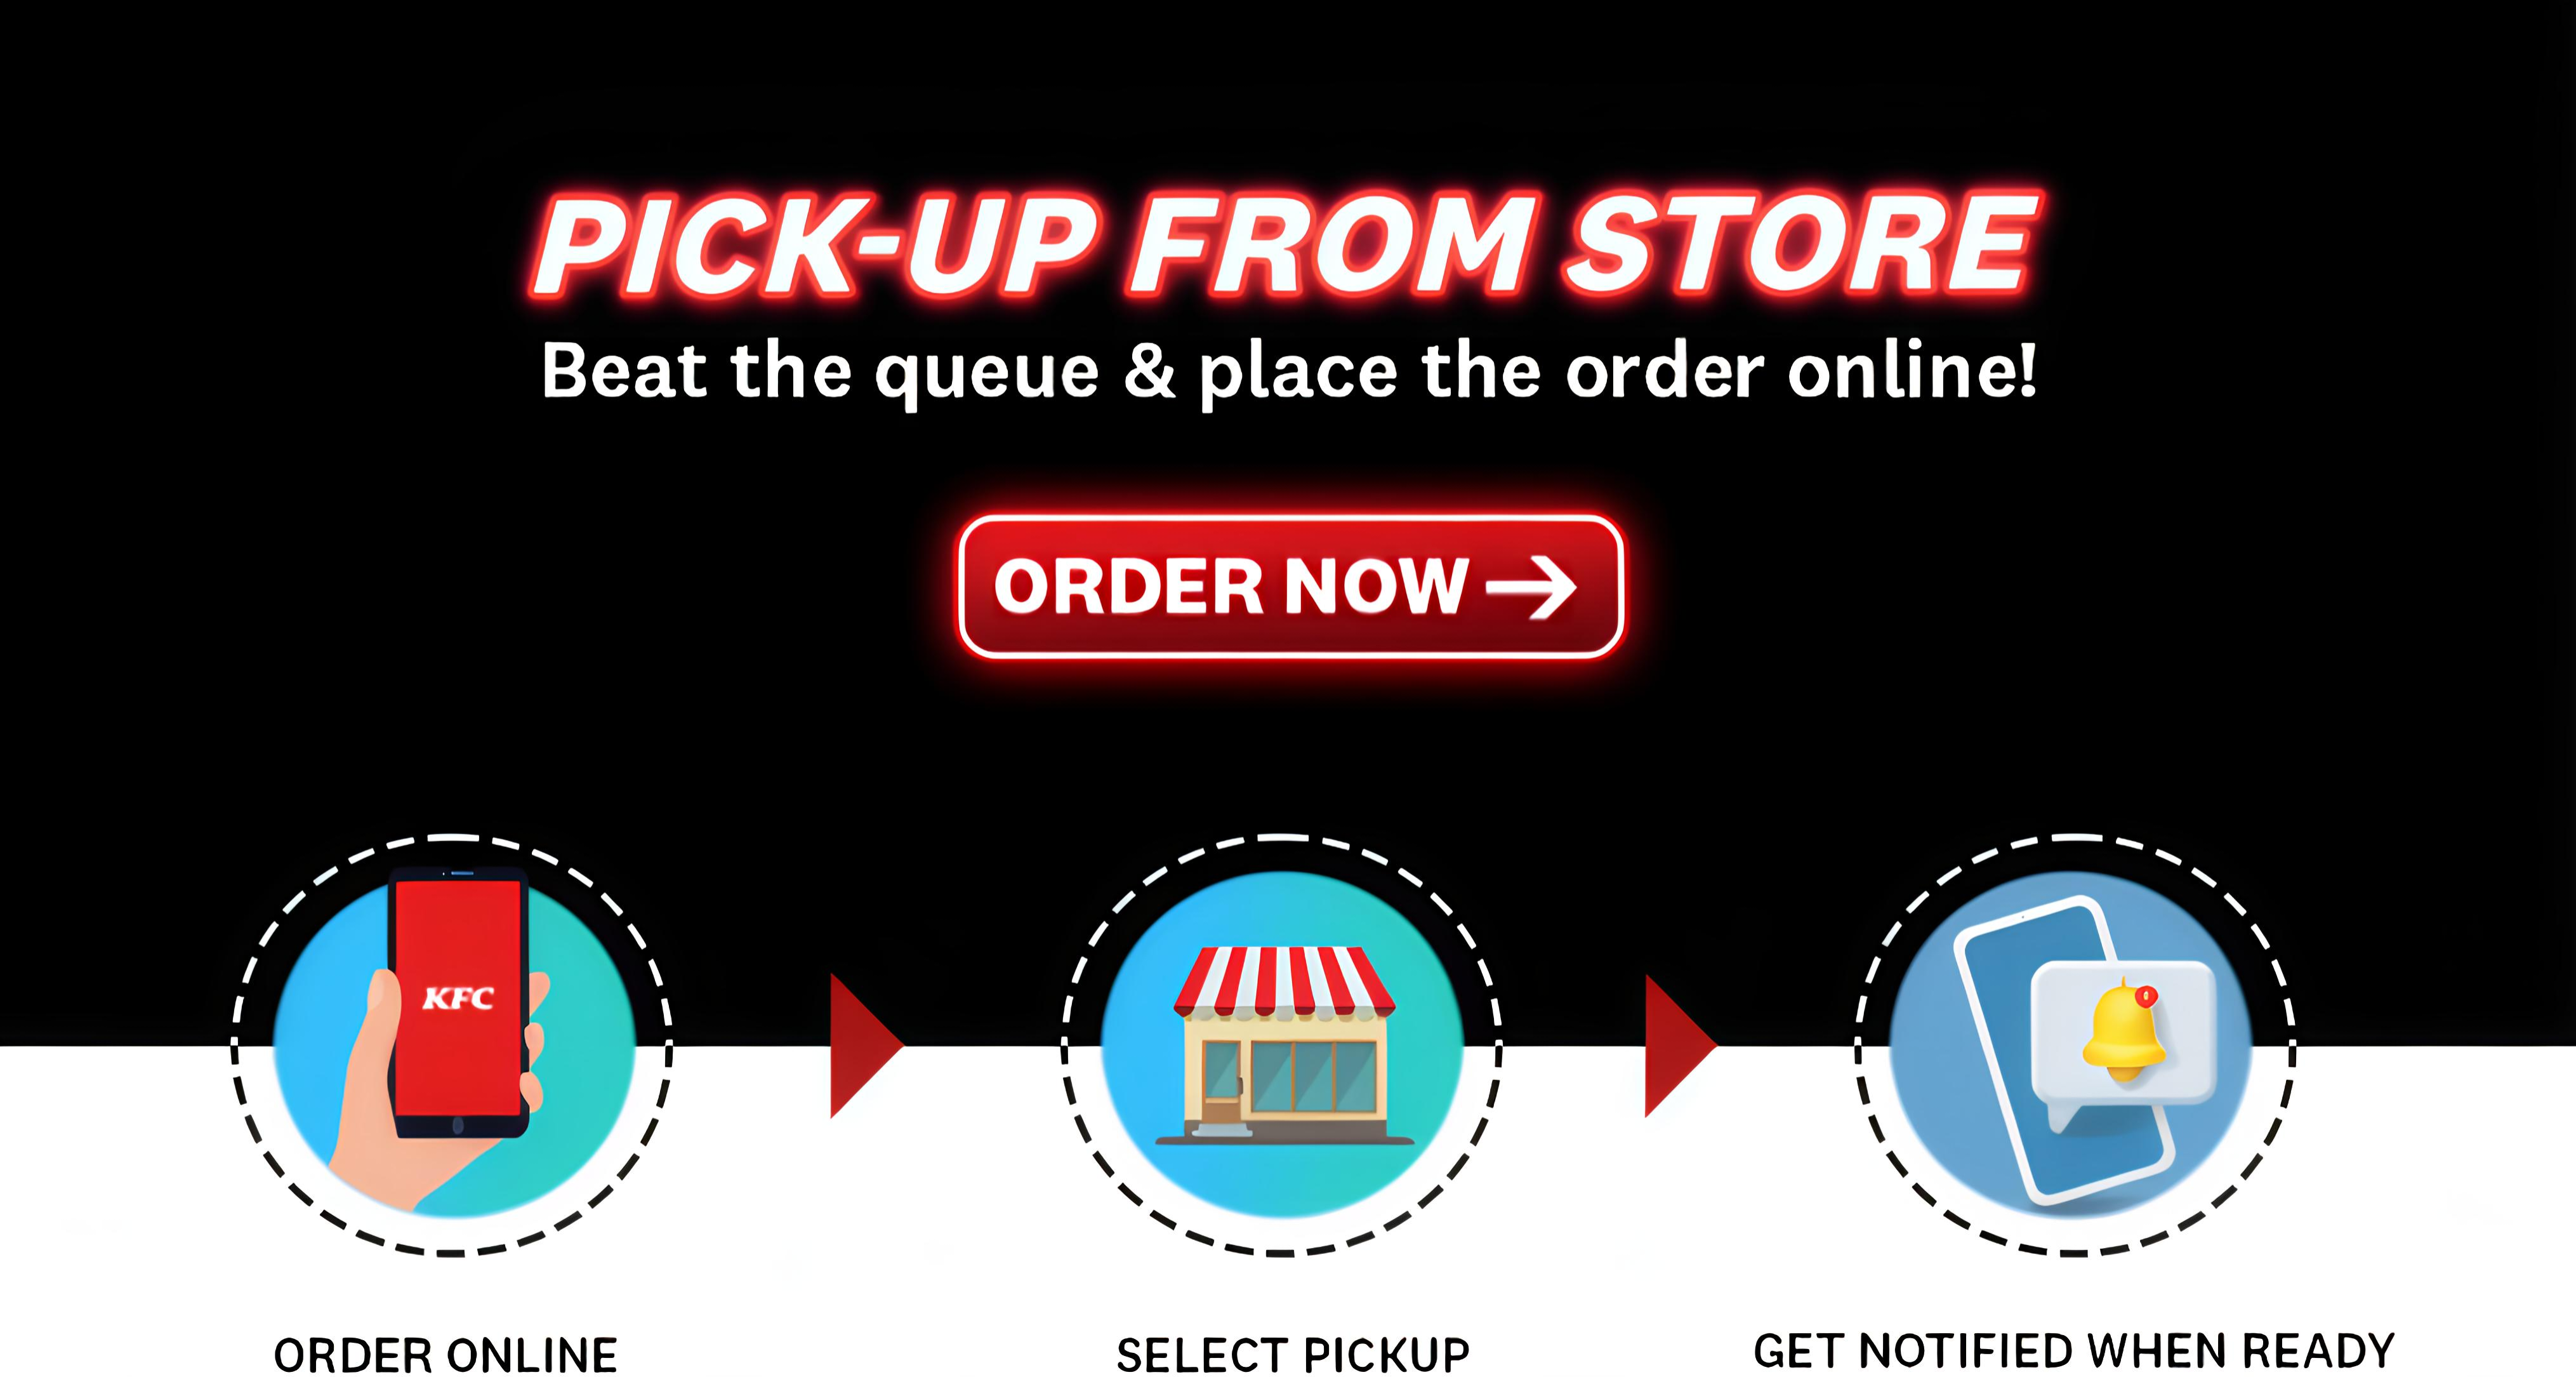 PICK-UP FROM STORE
Beat the queue & place the order online!
ORDER NOW →
KFC
ORDER ONLINE
SELECT PICKUP
GET NOTIFIED WHEN READY